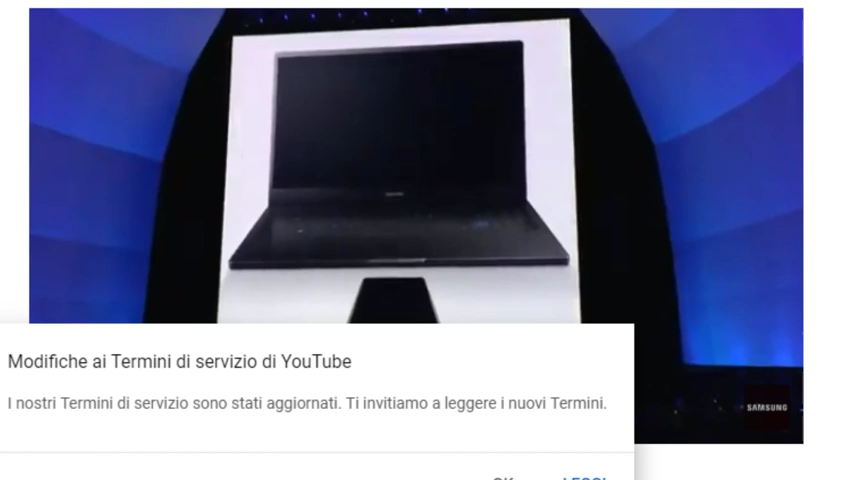 SAMSUNG
Modifiche ai Termini di servizio di YouTube
I nostri Termini di servizio sono stati aggiornati. Ti invitiamo a leggere i nuovi Termini.